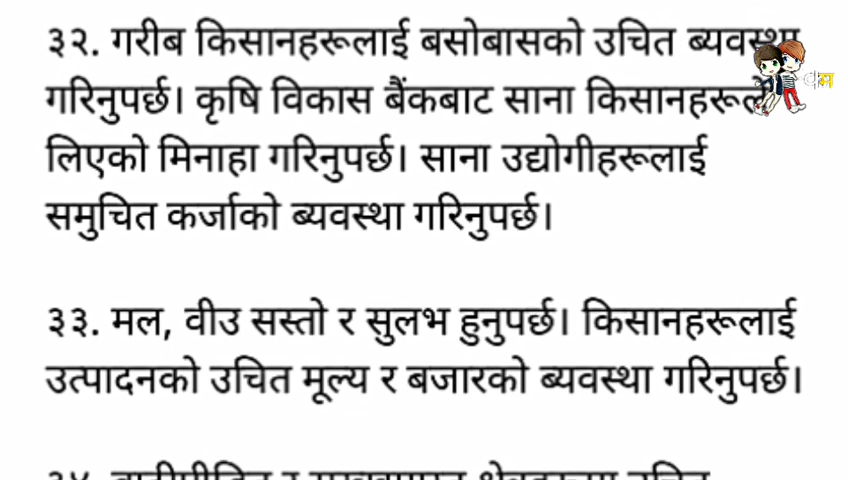 ३२. गरीब किसानहरूलाई बसोबासको उचित ब्यवस्था
गरिनुपर्छ। कृषि विकास बैंकबाट साना किसानहरूले
लिएको मिनाहा गरिनुपर्छ। साना उद्योगीहरूलाई
समुचित कर्जाको ब्यवस्था गरिनुपर्छ।
३३. मल, वीउ सस्तो र सुलभ हुनुपर्छ। किसानहरूलाई
उत्पादनको उचित मूल्य र बजारको ब्यवस्था गरिनुपर्छ।